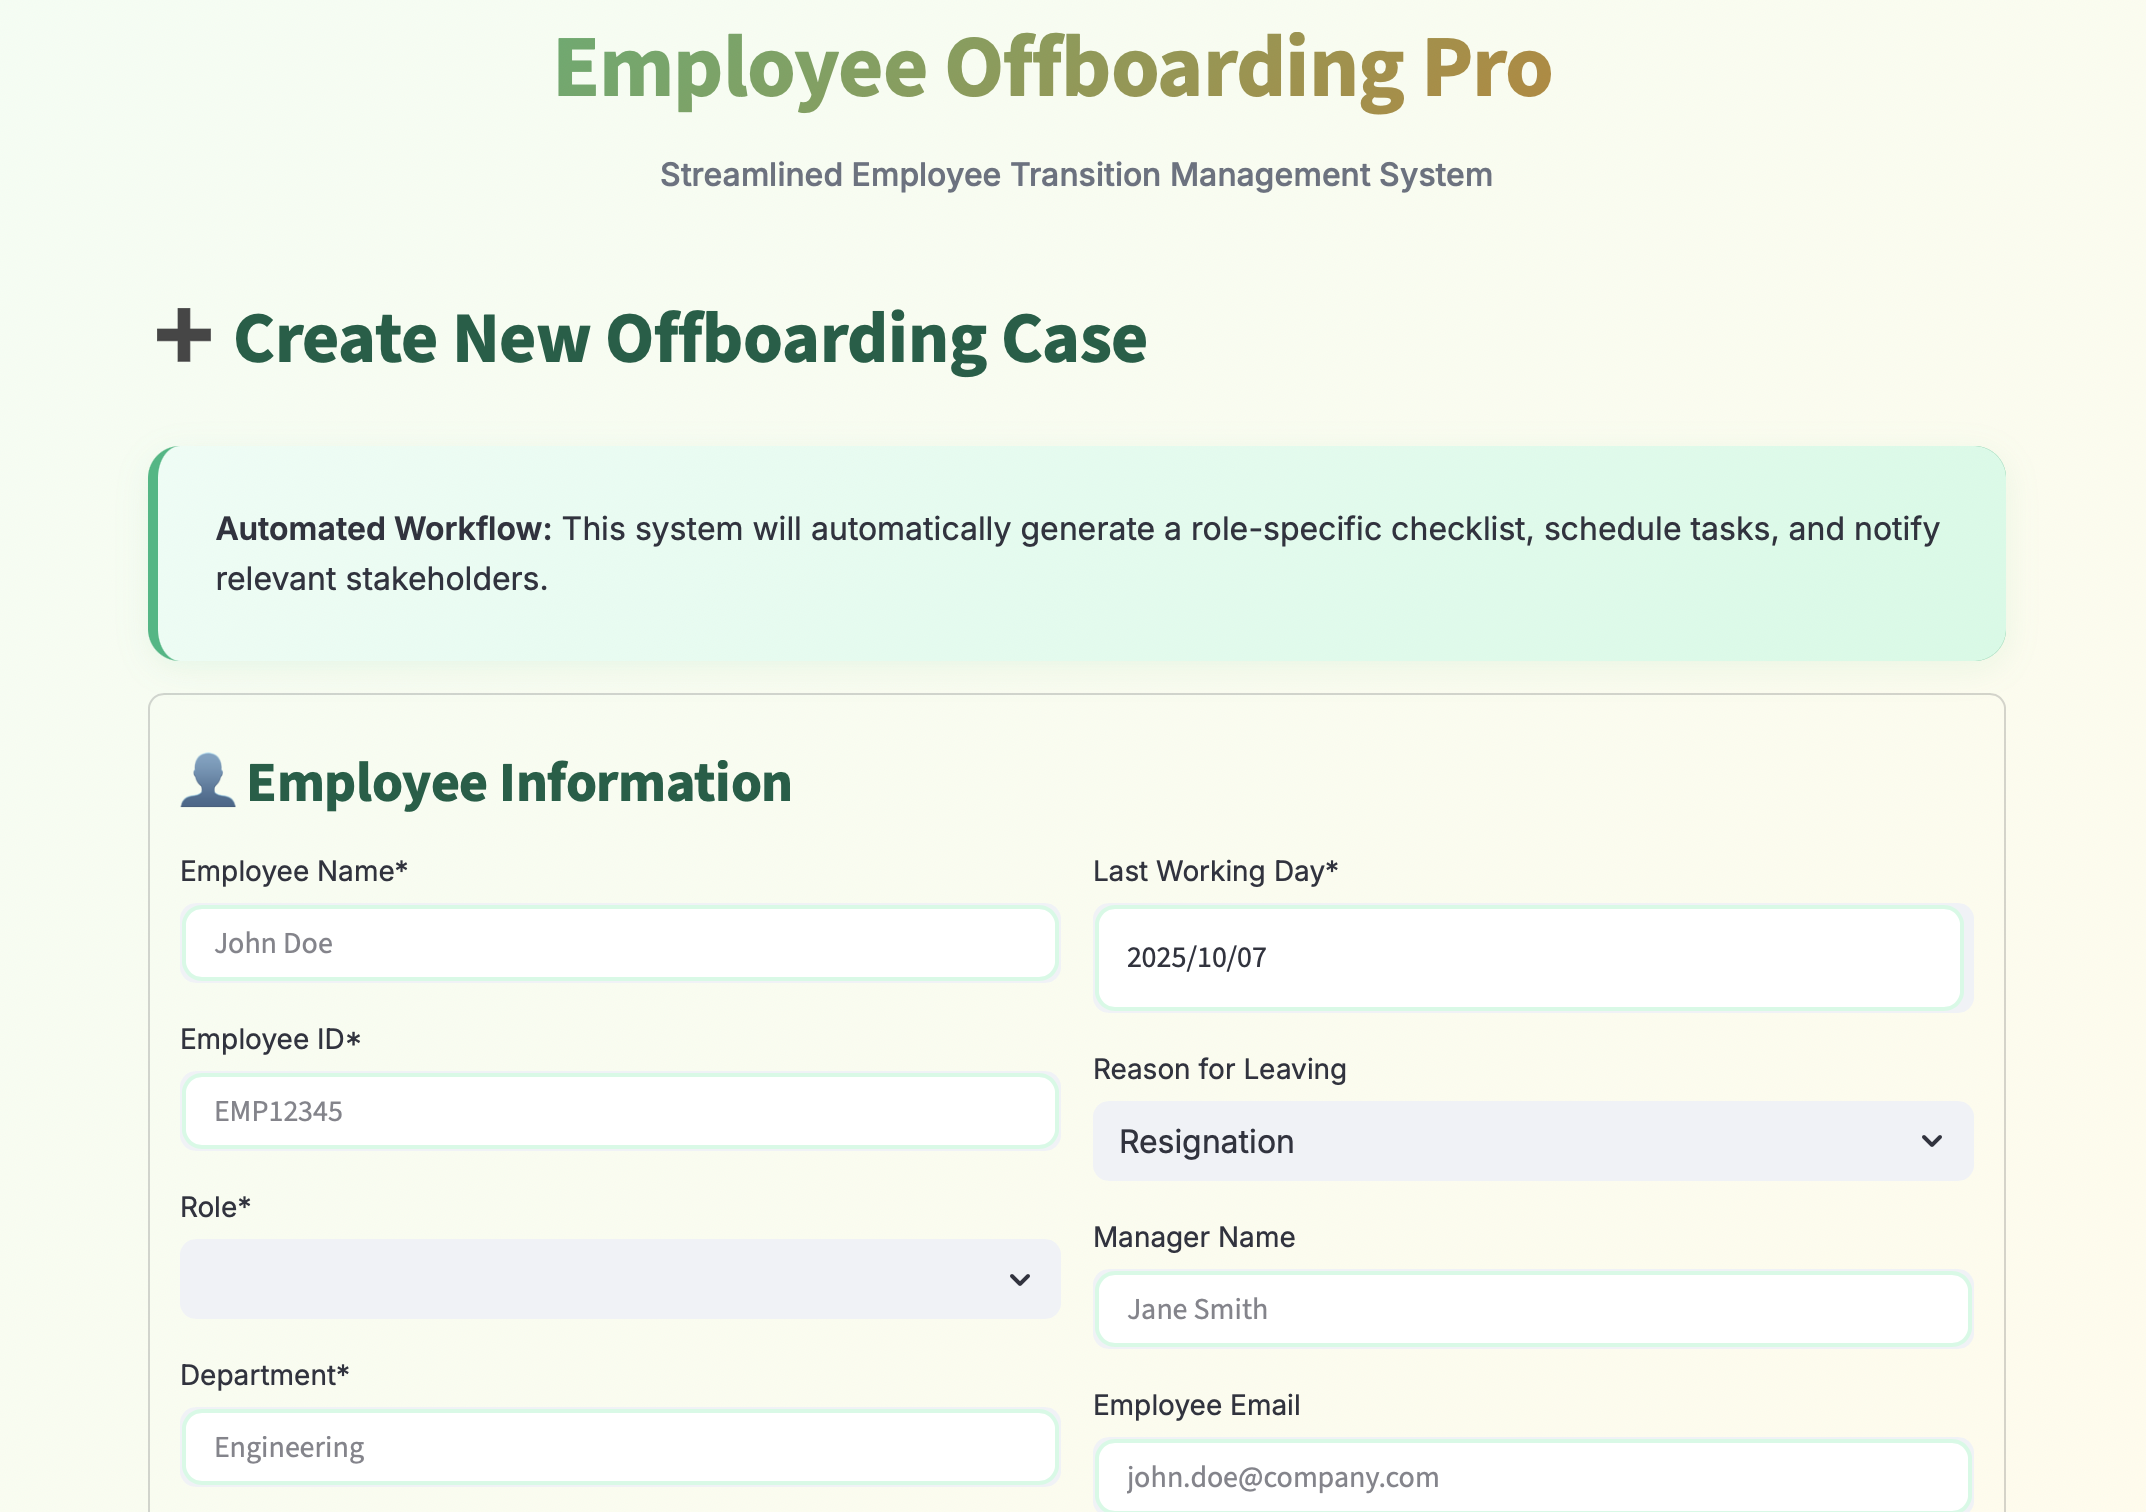 Employee Offboarding Pro
Streamlined Employee Transition Management System
Create New Offboarding Case
Automated Workflow: This system will automatically generate a role-specific checklist, schedule tasks, and notify
relevant stakeholders.
Employee Information
Employee Name*
John Doe
Employee ID*
EMP12345
Role*
Department*
Engineering
Last Working Day*
2025/10/07
Reason for Leaving
Resignation
Manager Name
Jane Smith
Employee Email
john.doe@company.com